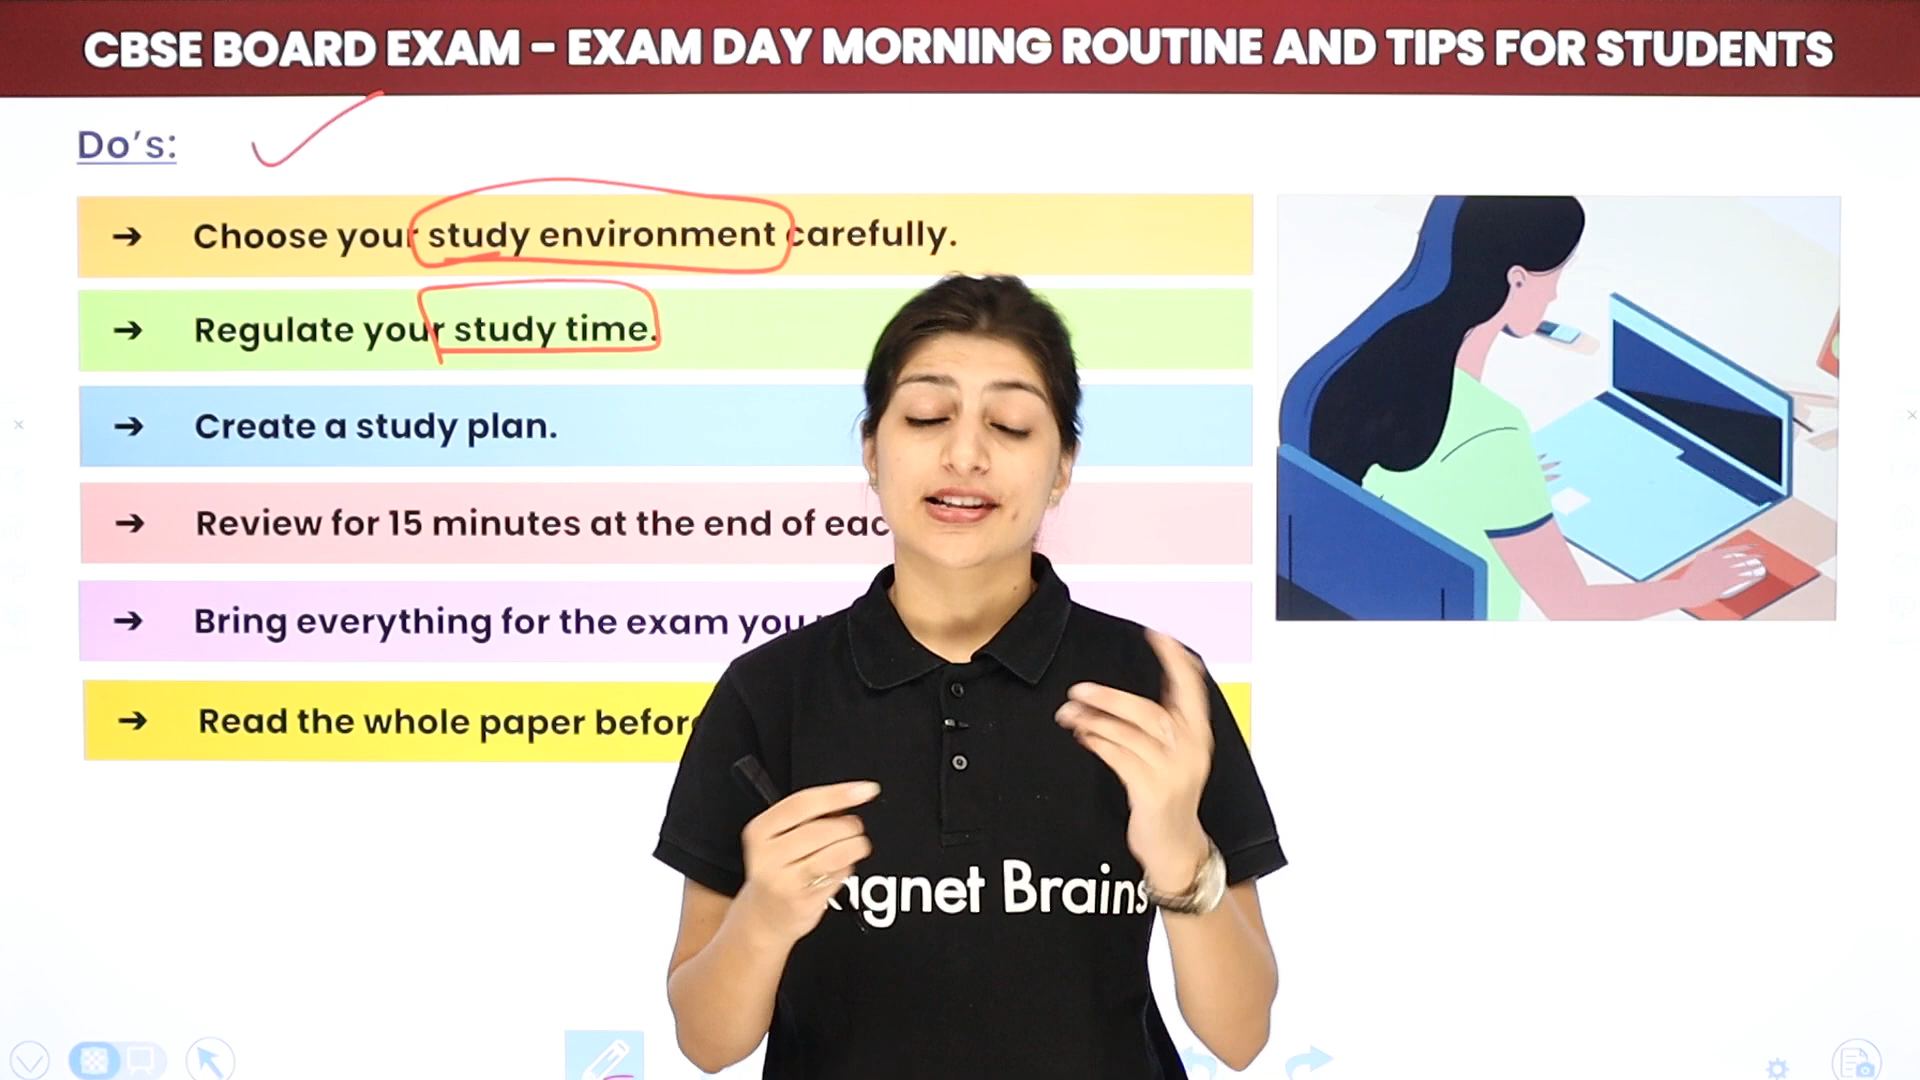 CBSE BOARD EXAM – EXAM DAY MORNING ROUTINE AND TIPS FOR STUDENTS
Do's:
➔ Choose your study environment carefully.
➔ Regulate your study time.
➔ Create a study plan.
➔ Review for 15 minutes at the end of eac
➔ Bring everything for the exam you
➔ Read the whole paper before
agnet Brains